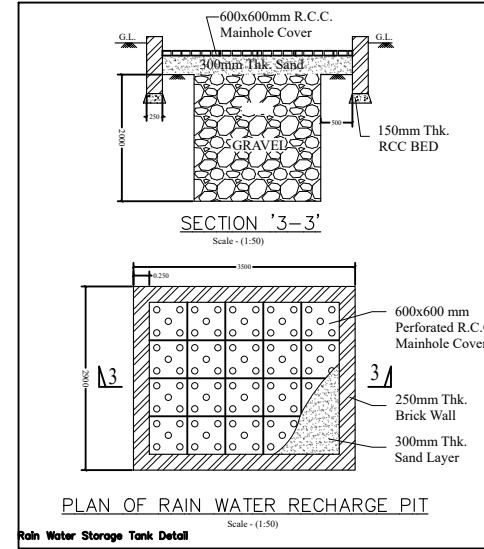 600x600mm R.C.C.
Mainhole Cover
G.L.
G.L.
300mm Thk. Sand
250
500
2000
GRAVEL
150mm Thk.
RCC BED
SECTION '3-3'
Scale - (1:50)
3500
0.250
600x600 mm
Perforated R.C.C
Mainhole Cover
2900
3
3
250mm Thk.
Brick Wall
300mm Thk.
Sand Layer
PLAN OF RAIN WATER RECHARGE PIT
Scale - (1:50)
Rain Water Storage Tank Detail